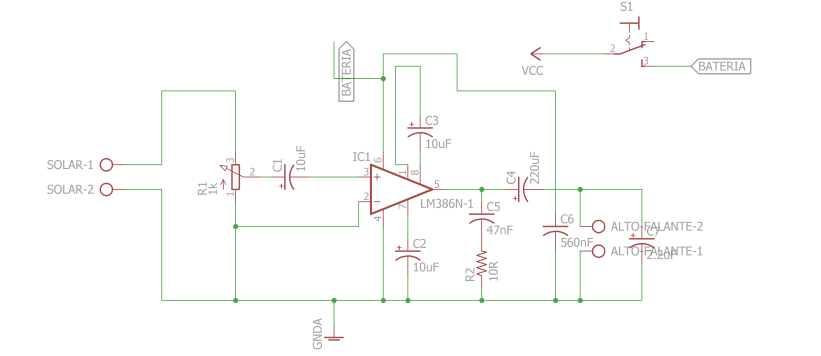 S1
1
2
3
VCC
BATERIA
BATERIA
C3
10uF
IC1
6
1
8
SOLAR-1
SOLAR-2
R1
1k
3
2
1
C1
10uF
3
2
+
−
5
4
7
LM386N-1
C4
220uF
C5
47nF
C6
560nF
ALTO-FALANTE-2
C7
ALTO-FALANTE-1
C2
10uF
R2
10R
GNDA